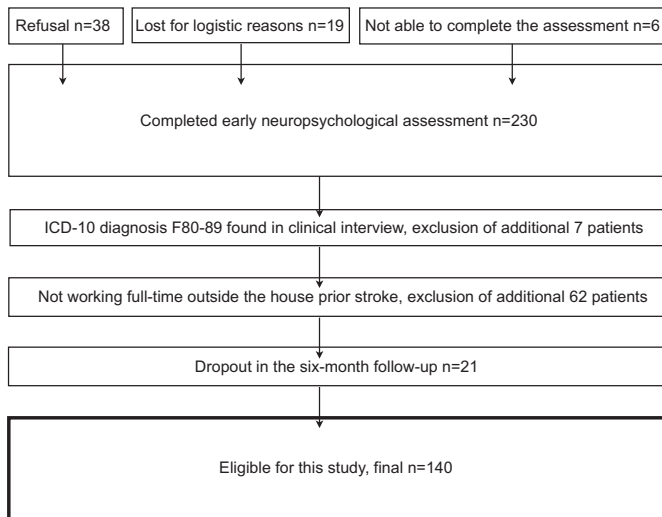 Refusal n=38
Lost for logistic reasons n=19
Not able to complete the assessment n=6
Completed early neuropsychological assessment n=230
ICD-10 diagnosis F80-89 found in clinical interview, exclusion of additional 7 patients
Not working full-time outside the house prior stroke, exclusion of additional 62 patients
Dropout in the six-month follow-up n=21
Eligible for this study, final n=140